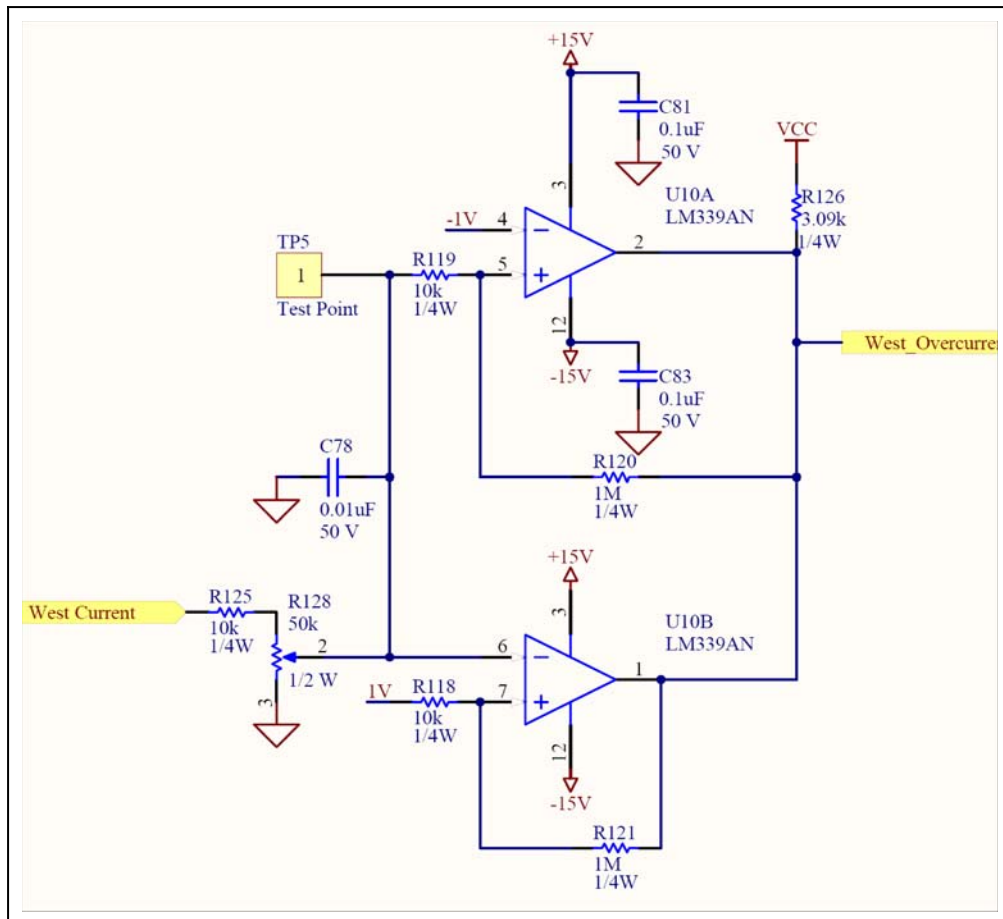 +15V
C81
0.1uF
50 V
VCC
3
U10A
LM339AN
R126
3.09k
1/4W
-1V
4
2
TP5
1
Test Point
R119
10k
1/4W
5
12
-15V
C83
0.1uF
50 V
West_Overcurre
C78
0.01uF
50 V
R120
1M
1/4W
+15V
3
West Current
R125
10k
1/4W
R128
50k
2
1/2 W
3
U10B
LM339AN
6
1
1V
R118
10k
1/4W
7
12
-15V
R121
1M
1/4W